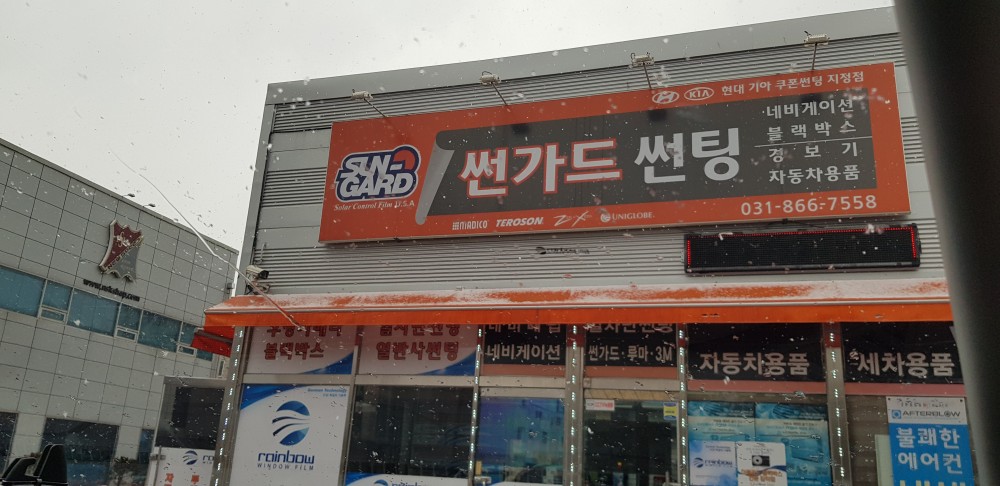 현대 기아 쿠폰썬팅 지정점
KIA
SUN-GARD
Solar Control Film U.S.A
썬가드 썬팅
네비게이션
블랙박스
경보기
자동차용품
MADICO TEROSON UNIGLOBE
031-866-7558
블랙박스
열반사썬팅
네비게이션
썬가드·루마·3M
자동차용품
세차용품
rainbow
WINDOW FILM
AFTERBLOW
불쾌한
에어컨